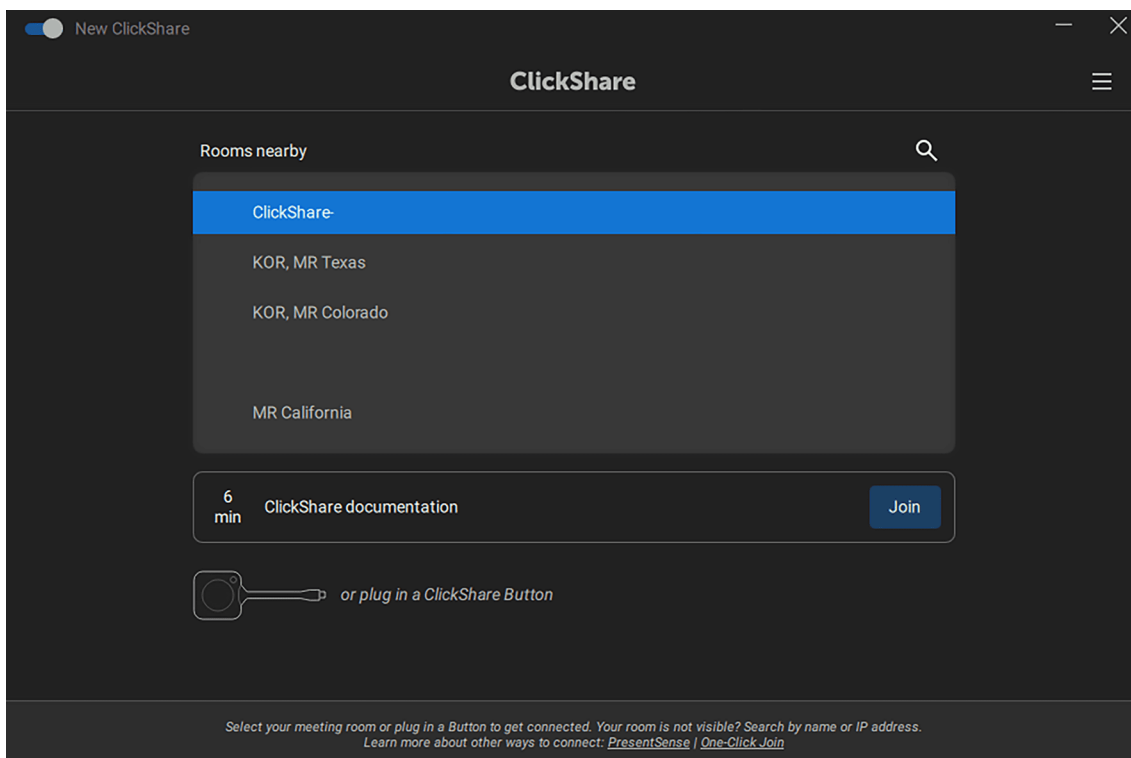 New ClickShare
ClickShare
Rooms nearby
ClickShare-
KOR, MR Texas
KOR, MR Colorado
MR California
6
min
ClickShare documentation
Join
or plug in a ClickShare Button
Select your meeting room or plug in a Button to get connected. Your room is not visible? Search by name or IP address.
Learn more about other ways to connect: PresentSense | One-Click Join